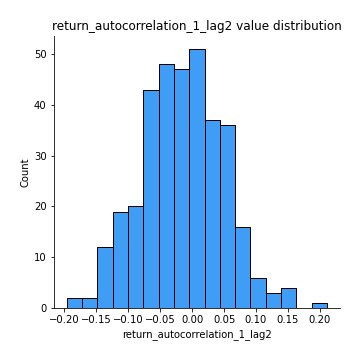 return_autocorrelation_1_lag2 value distribution
50
40
30
20
10
0
Count
−0.20 −0.15 −0.10 −0.05 0.00 0.05 0.10 0.15 0.20
return_autocorrelation_1_lag2